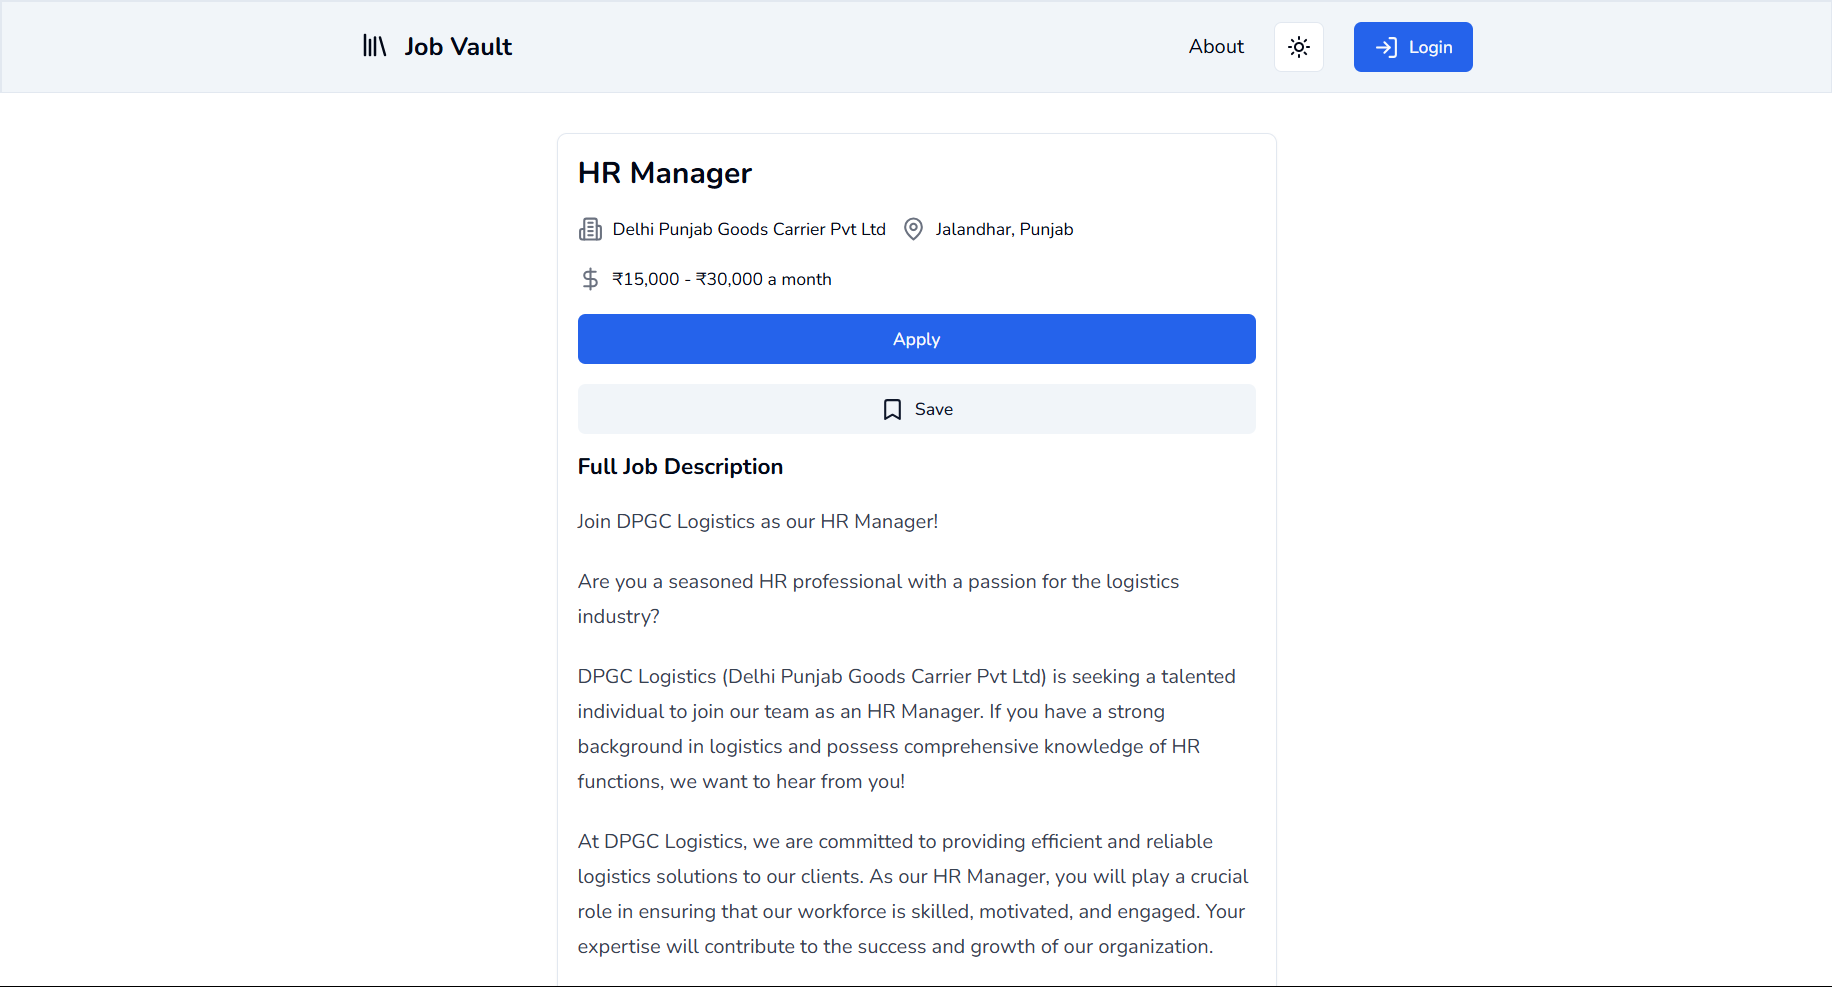 Job Vault
About
Login
HR Manager
Delhi Punjab Goods Carrier Pvt Ltd
Jalandhar, Punjab
₹15,000 - ₹30,000 a month
Apply
Save
Full Job Description
Join DPGC Logistics as our HR Manager!
Are you a seasoned HR professional with a passion for the logistics
industry?
DPGC Logistics (Delhi Punjab Goods Carrier Pvt Ltd) is seeking a talented
individual to join our team as an HR Manager. If you have a strong
background in logistics and possess comprehensive knowledge of HR
functions, we want to hear from you!
At DPGC Logistics, we are committed to providing efficient and reliable
logistics solutions to our clients. As our HR Manager, you will play a crucial
role in ensuring that our workforce is skilled, motivated, and engaged. Your
expertise will contribute to the success and growth of our organization.